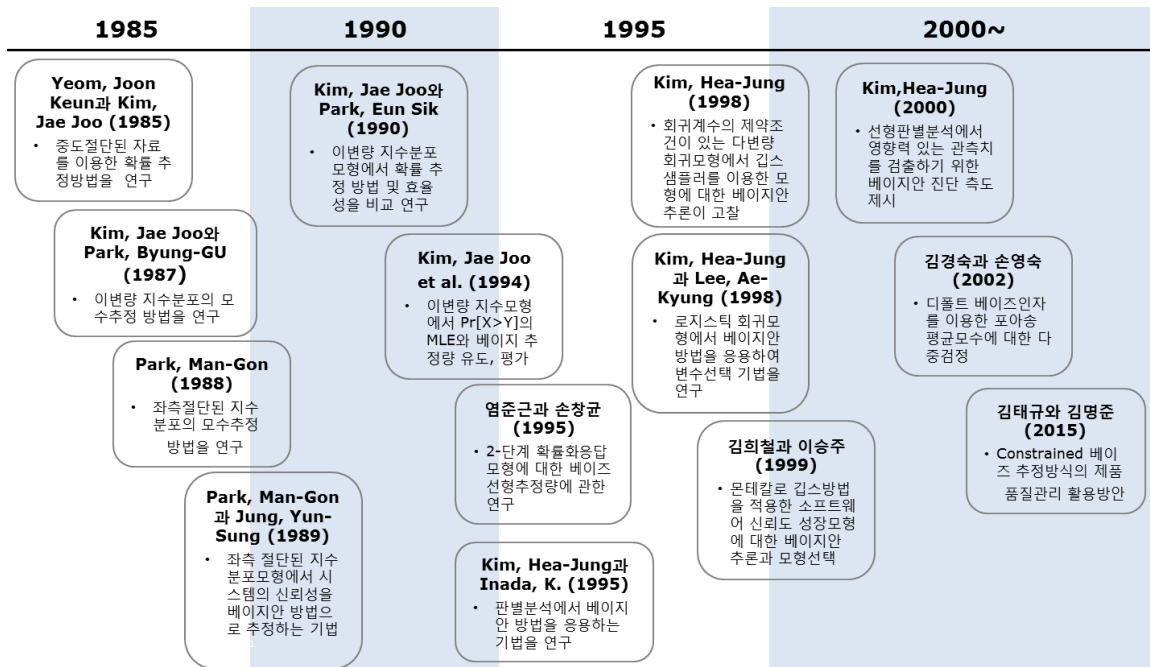 1985
1990
1995
2000~
Yeom, Joon
Keun과 Kim,
Jae Joo (1985)
• 중도절단된 자료
를 이용한 확률 추
정방법을 연구
Kim, Jae Joo와
Park, Byung-GU
(1987)
• 이변량 지수분포의 모
수추정 방법을 연구
Park, Man-Gon
(1988)
• 좌측절단된 지수
분포의 모수추정
방법을 연구
Park, Man-Gon
과 Jung, Yun-
Sung (1989)
• 좌측 절단된 지수
분포모형에서 시
스템의 신뢰성을
베이지안 방법으
로 추정하는 기법
Kim, Jae Joo와
Park, Eun Sik
(1990)
• 이변량 지수분포
모형에서 확률 추
정 방법 및 효율
성을 비교 연구
Kim, Jae Joo
et al. (1994)
• 이변량 지수모형
에서 Pr[X>Y]의
MLE와 베이지 추
정량 유도, 평가
염준근과 손창균
(1995)
• 2-단계 확률화응답
모형에 대한 베이즈
선형추정량에 관한
연구
Kim, Hea-Jung과
Inada, K. (1995)
• 판별분석에서 베이지
안 방법을 응용하는
기법을 연구
Kim, Hea-Jung
(1998)
• 회귀계수의 제약조
건이 있는 다변량
회귀모형에서 깁스
샘플러를 이용한 모
형에 대한 베이지안
추론이 고찰
Kim, Hea-Jung
과 Lee, Ae-
Kyung (1998)
• 로지스틱 회귀모
형에서 베이지안
방법을 응용하여
변수선택 기법을
연구
김희철과 이승주
(1999)
• 몬테칼로 깁스방법
을 적용한 소프트웨
어 신뢰도 성장모형
에 대한 베이지안
추론과 모형선택
Kim,Hea-Jung
(2000)
• 선형판별분석에서
영향력 있는 관측치
를 검출하기 위한
베이지안 진단 측도
제시
김경숙과 손영숙
(2002)
• 디폴트 베이즈인자
를 이용한 포아송
평균모수에 대한 다
중검정
김태규와 김명준
(2015)
• Constrained 베이
즈 추정방식의 제품
품질관리 활용방안